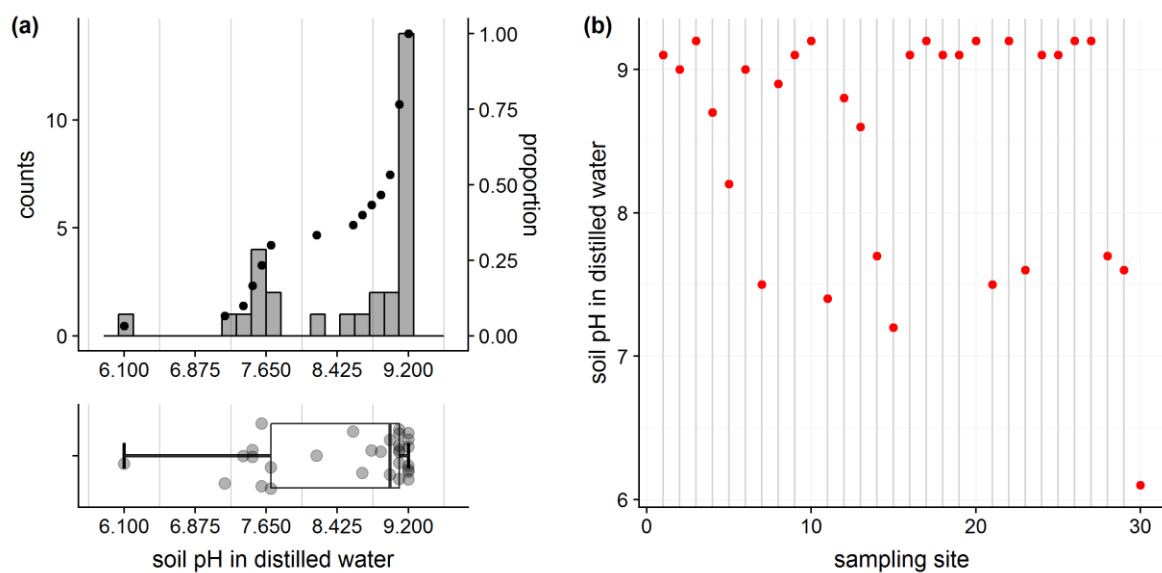 (a)
counts
10
5
0
1.00
0.75
0.50
0.25
0.00
proportion
6.100 6.875 7.650 8.425 9.200
6.100 6.875 7.650 8.425 9.200
soil pH in distilled water
(b)
soil pH in distilled water
9
8
7
6
0 10 20 30
sampling site